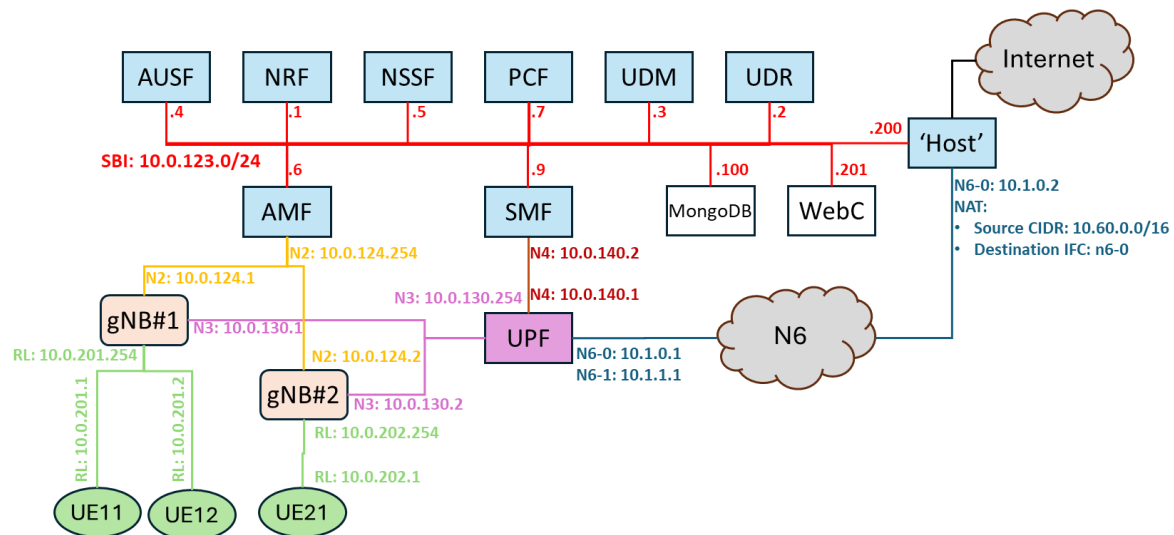 Internet
AUSF
NRF
NSSF
PCF
UDM
UDR
.4
.1
.5
.7
.3
.2
.200
'Host'
SBI: 10.0.123.0/24
.6
.9
.100
.201
AMF
SMF
MongoDB
WebC
N6-0: 10.1.0.2
NAT:
• Source CIDR: 10.60.0.0/16
• Destination IFC: n6-0
N2: 10.0.124.254
N4: 10.0.140.2
N2: 10.0.124.1
N3: 10.0.130.254
N4: 10.0.140.1
gNB#1
N3: 10.0.130.1
UPF
N6
RL: 10.0.201.254
N2: 10.0.124.2
N6-0: 10.1.0.1
N6-1: 10.1.1.1
gNB#2
N3: 10.0.130.2
RL: 10.0.201.1
RL: 10.0.201.2
RL: 10.0.202.254
RL: 10.0.202.1
UE11
UE12
UE21